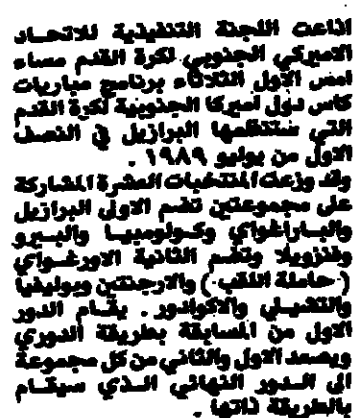 اذاعت اللجنة التنفيذية للاتحاد
الاميركي الجنوبي لكرة القدم مساء
امس الاول الثلاثاء برنامج مباريات
كاس دول اميركا الجنوبية لكرة القدم
التي ستنظمها البرازيل في النصف
الاول من يوليو ١٩٨٩ .
وقد وزعت المنتخبات العشرة المشاركة
على مجموعتين تضم الاولى البرازيل
والباراغواي وكولومبيا والبيرو
وفنزويلا وتضم الثانية الاورغواي
( حاملة اللقب ) والارجنتين وبوليفيا
والتشيلي والاكوادور . يقام الدور
الاول من المسابقة بطريقة الدوري
ويصعد الاول والثاني من كل مجموعة
الى الدور النهائي الذي سيقام
بالطريقة ذاتها .